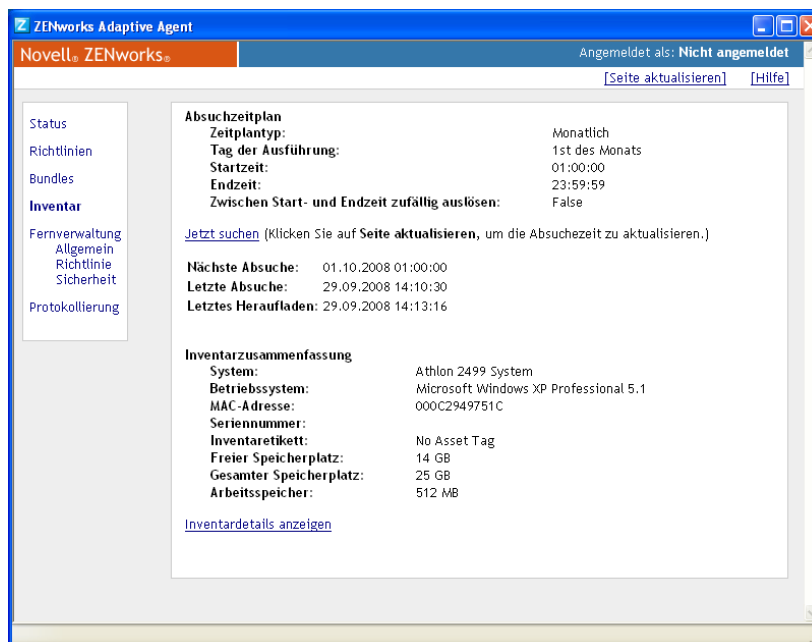 ZENworks Adaptive Agent
Novell® ZENworks®
Angemeldet als: Nicht angemeldet
[Seite aktualisieren] [Hilfe]
Status
Richtlinien
Bundles
Inventar
Fernverwaltung
Allgemein
Richtlinie
Sicherheit
Protokollierung
Absuchzeitplan
Zeitplantyp: Monatlich
Tag der Ausführung: 1st des Monats
Startzeit: 01:00:00
Endzeit: 23:59:59
Zwischen Start- und Endzeit zufällig auslösen: False
Jetzt suchen (Klicken Sie auf Seite aktualisieren, um die Absuchezeit zu aktualisieren.)
Nächste Absuche: 01.10.2008 01:00:00
Letzte Absuche: 29.09.2008 14:10:30
Letztes Heraufladen: 29.09.2008 14:13:16
Inventarzusammenfassung
System: Athlon 2499 System
Betriebssystem: Microsoft Windows XP Professional 5.1
MAC-Adresse: 000C2949751C
Seriennummer:
Inventaretikett: No Asset Tag
Freier Speicherplatz: 14 GB
Gesamter Speicherplatz: 25 GB
Arbeitsspeicher: 512 MB
Inventardetails anzeigen